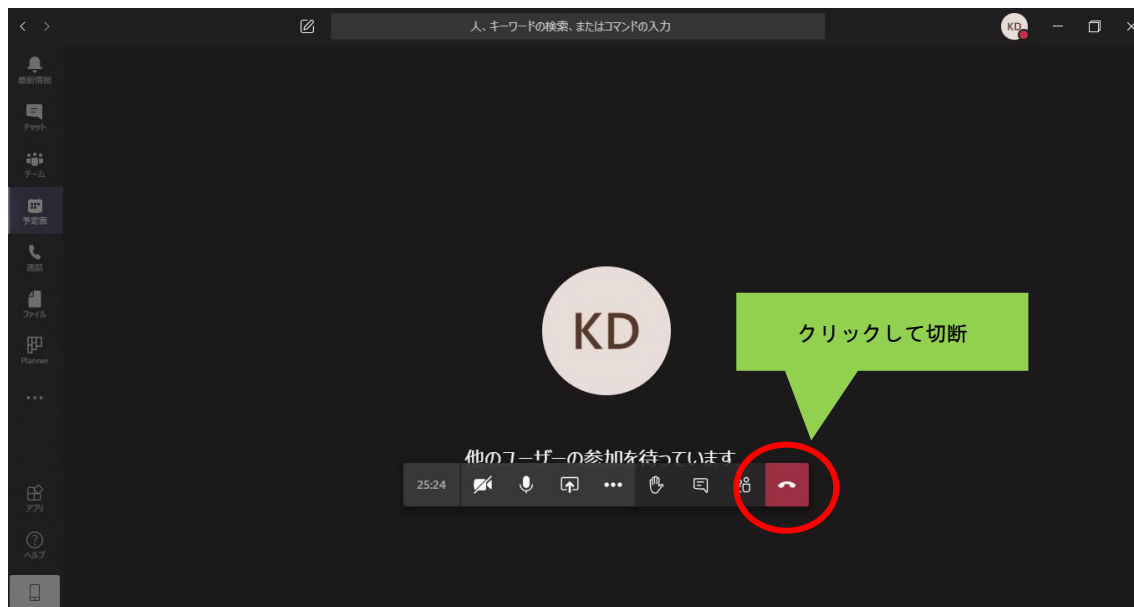 人、キーワードの検索、またはコマンドの入力
KD
最新情報
チャット
チーム
予定表
通話
ファイル
Planner
KD
クリックして切断
他のユーザーの参加を待っています
25:24
アプリ
ヘルプ